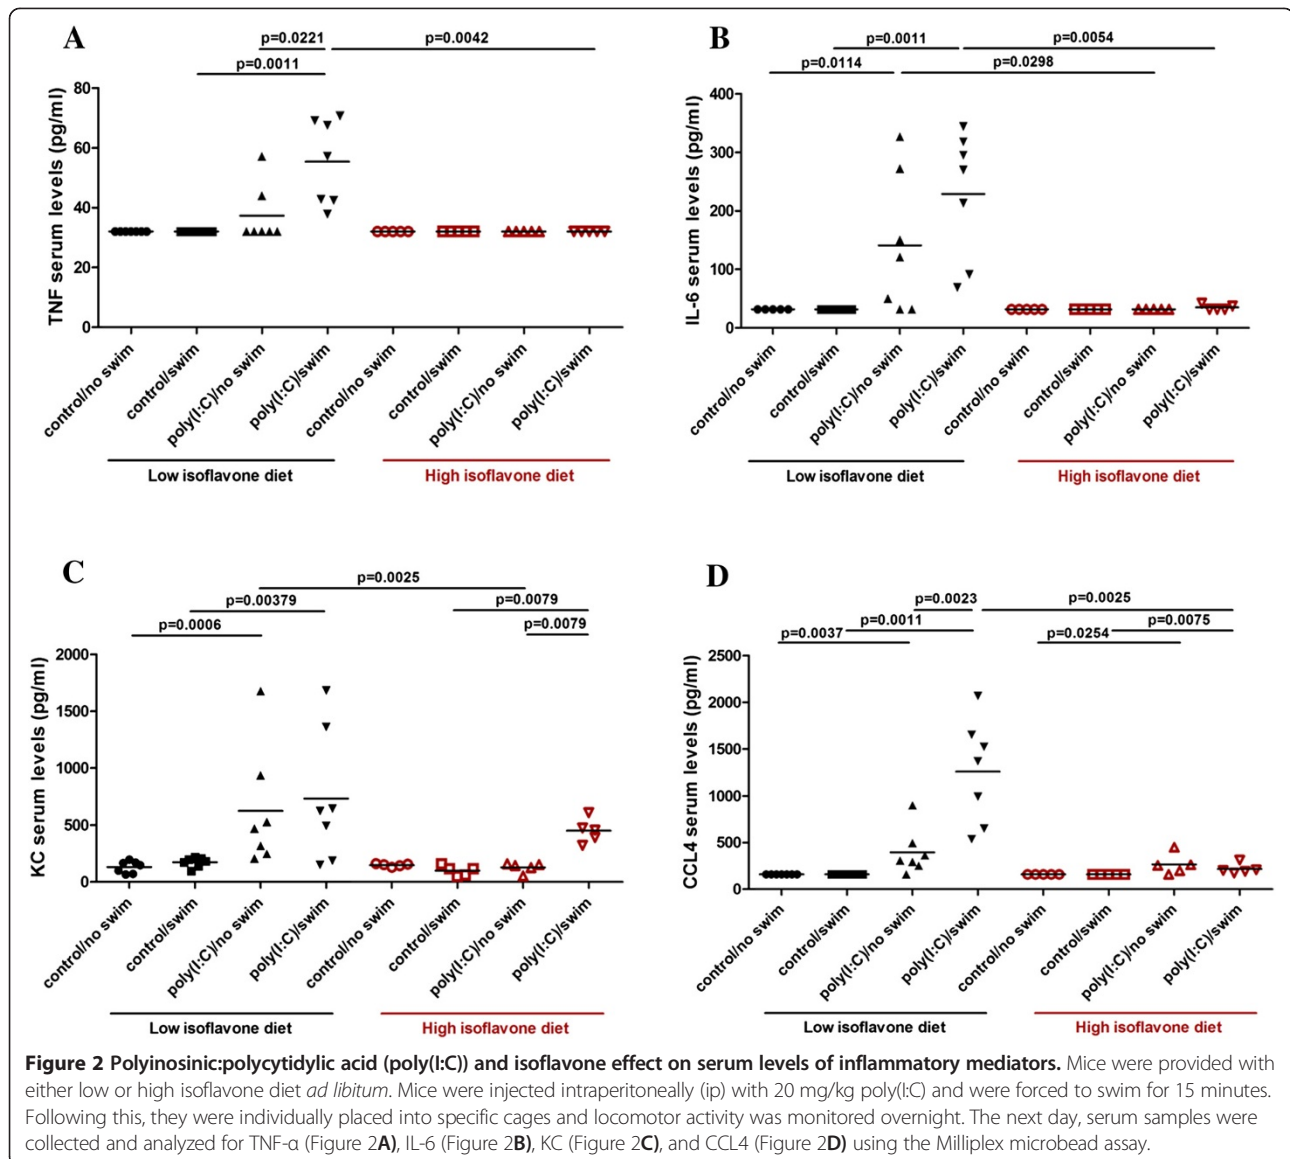 A
p=0.0221
p=0.0042
p=0.0011
TNF serum levels (pg/ml)
80
60
40
20
0
control/no swim
control/swim
poly(I:C)/no swim
poly(I:C)/swim
control/no swim
control/swim
poly(I:C)/no swim
poly(I:C)/swim
Low isoflavone diet
High isoflavone diet
B
p=0.0011
p=0.0054
p=0.0114
p=0.0298
IL-6 serum levels (pg/ml)
400
300
200
100
0
control/no swim
control/swim
poly(I:C)/no swim
poly(I:C)/swim
control/no swim
control/swim
poly(I:C)/no swim
poly(I:C)/swim
Low isoflavone diet
High isoflavone diet
C
p=0.0025
p=0.00379
p=0.0079
p=0.0006
p=0.0079
KC serum levels (pg/ml)
2000
1500
1000
500
0
control/no swim
control/swim
poly(I:C)/no swim
poly(I:C)/swim
control/no swim
control/swim
poly(I:C)/no swim
poly(I:C)/swim
Low isoflavone diet
High isoflavone diet
D
p=0.0023
p=0.0025
p=0.0011
p=0.0075
p=0.0037
p=0.0254
CCL4 serum levels (pg/ml)
2500
2000
1500
1000
500
0
control/no swim
control/swim
poly(I:C)/no swim
poly(I:C)/swim
control/no swim
control/swim
poly(I:C)/no swim
poly(I:C)/swim
Low isoflavone diet
High isoflavone diet
Figure 2 Polyinosinic:polycytidylic acid (poly(I:C)) and isoflavone effect on serum levels of inflammatory mediators. Mice were provided with
either low or high isoflavone diet ad libitum. Mice were injected intraperitoneally (ip) with 20 mg/kg poly(I:C) and were forced to swim for 15 minutes.
Following this, they were individually placed into specific cages and locomotor activity was monitored overnight. The next day, serum samples were
collected and analyzed for TNF-α (Figure 2A), IL-6 (Figure 2B), KC (Figure 2C), and CCL4 (Figure 2D) using the Milliplex microbead assay.